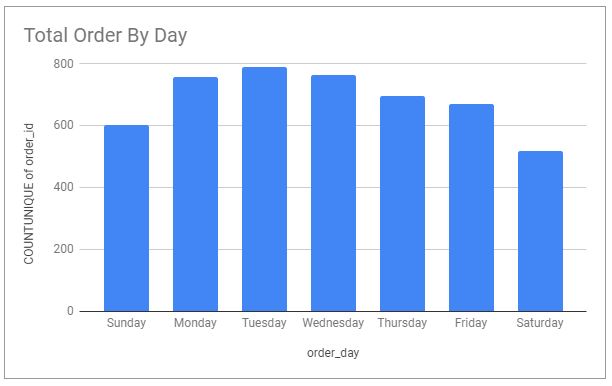 Total Order By Day
COUNTUNIQUE of order_id
800
600
400
200
0
Sunday Monday Tuesday Wednesday Thursday Friday Saturday
order_day